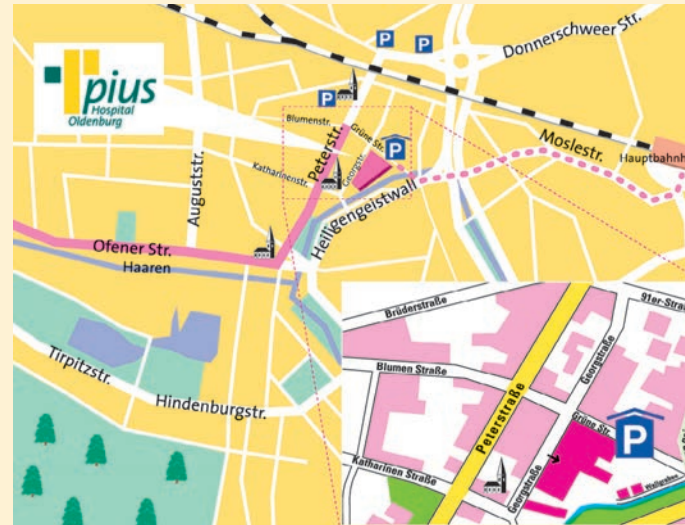 pius
Hospital
Oldenburg
Donnerschweer Str.
P
P
P
Blumenstr.
Peterstr.
Grüne Str.
P
Moslestr.
Auguststr.
Katharinenstr.
Georgstr.
Heiligengeistwall
Hauptbahnh
Ofener Str.
Haaren
Tirpitzstr.
Hindenburgstr.
Brüderstraße
91er-Straß
Blumen Straße
Georgstraße
Peterstraße
Grüne Str.
P
Katharinen Straße
Georgstraße
Wallgraben